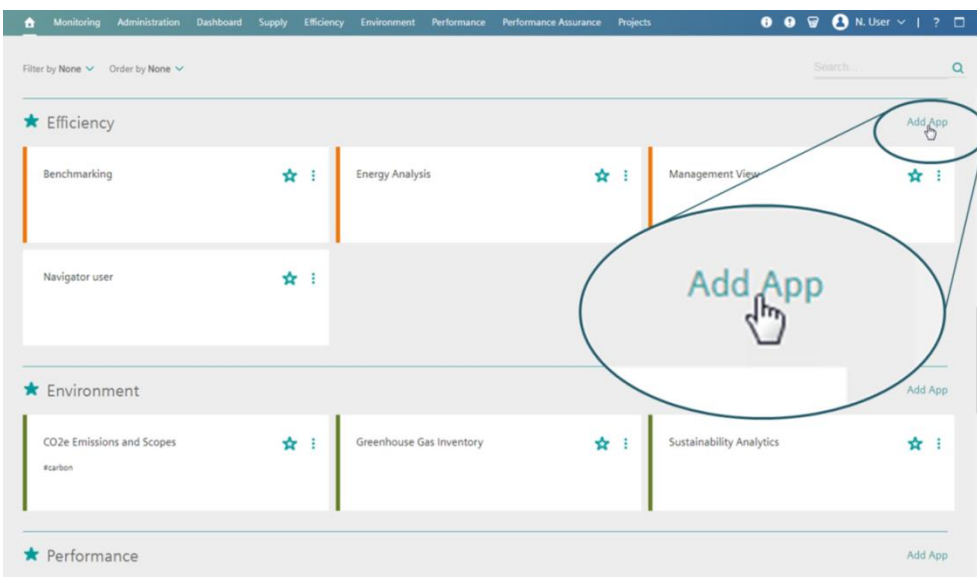 Monitoring Administration Dashboard Supply Efficiency Environment Performance Performance Assurance Projects N. User | ?
Filter by None Order by None Search...
Efficiency Add App
Benchmarking Energy Analysis Management View
Navigator user
Add App
Environment Add App
CO2e Emissions and Scopes Greenhouse Gas Inventory Sustainability Analytics
#carbon
Performance Add App